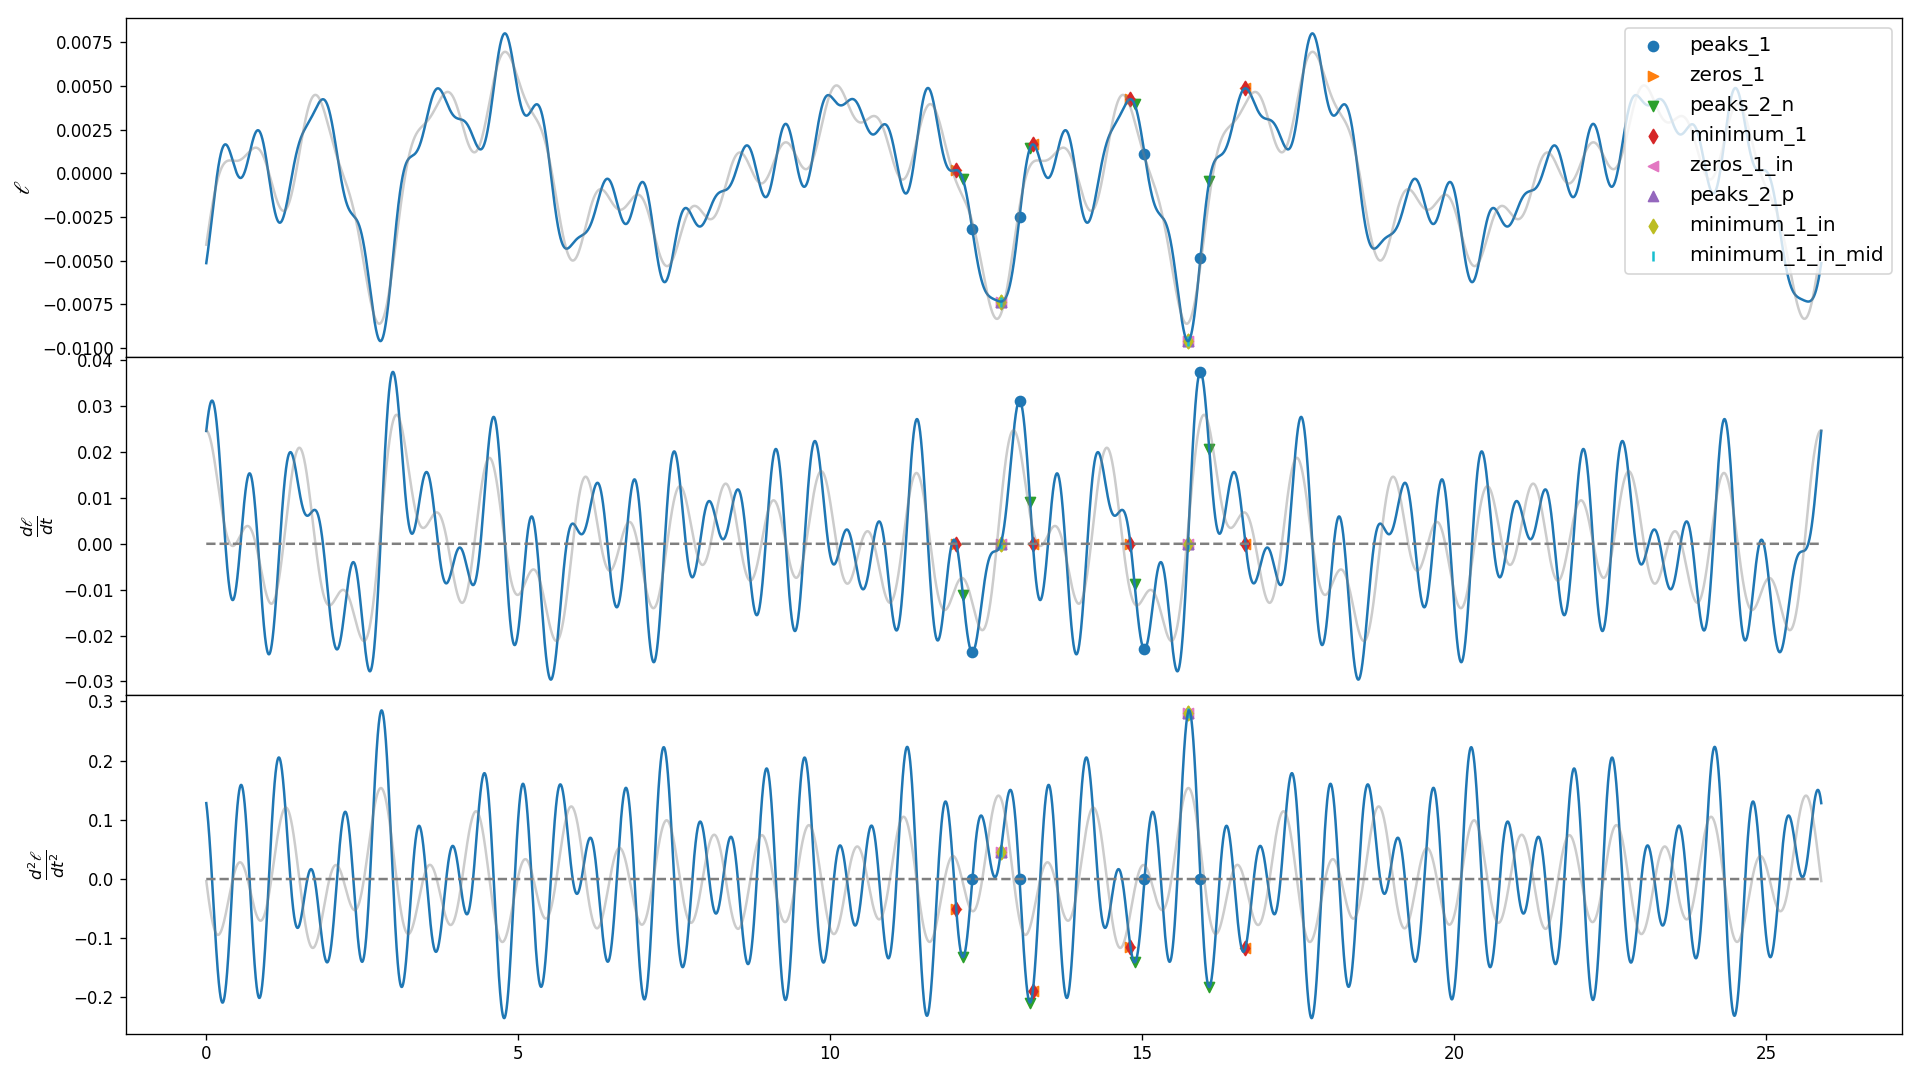 0.0075
0.0050
0.0025
0.0000
−0.0025
−0.0050
−0.0075
−0.0100
ℓ
peaks_1
zeros_1
peaks_2_n
minimum_1
zeros_1_in
peaks_2_p
minimum_1_in
minimum_1_in_mid
0.04
0.03
0.02
0.01
0.00
−0.01
−0.02
−0.03
dℓ
dt
0.3
0.2
0.1
0.0
−0.1
−0.2
d²ℓ
dt²
0 5 10 15 20 25